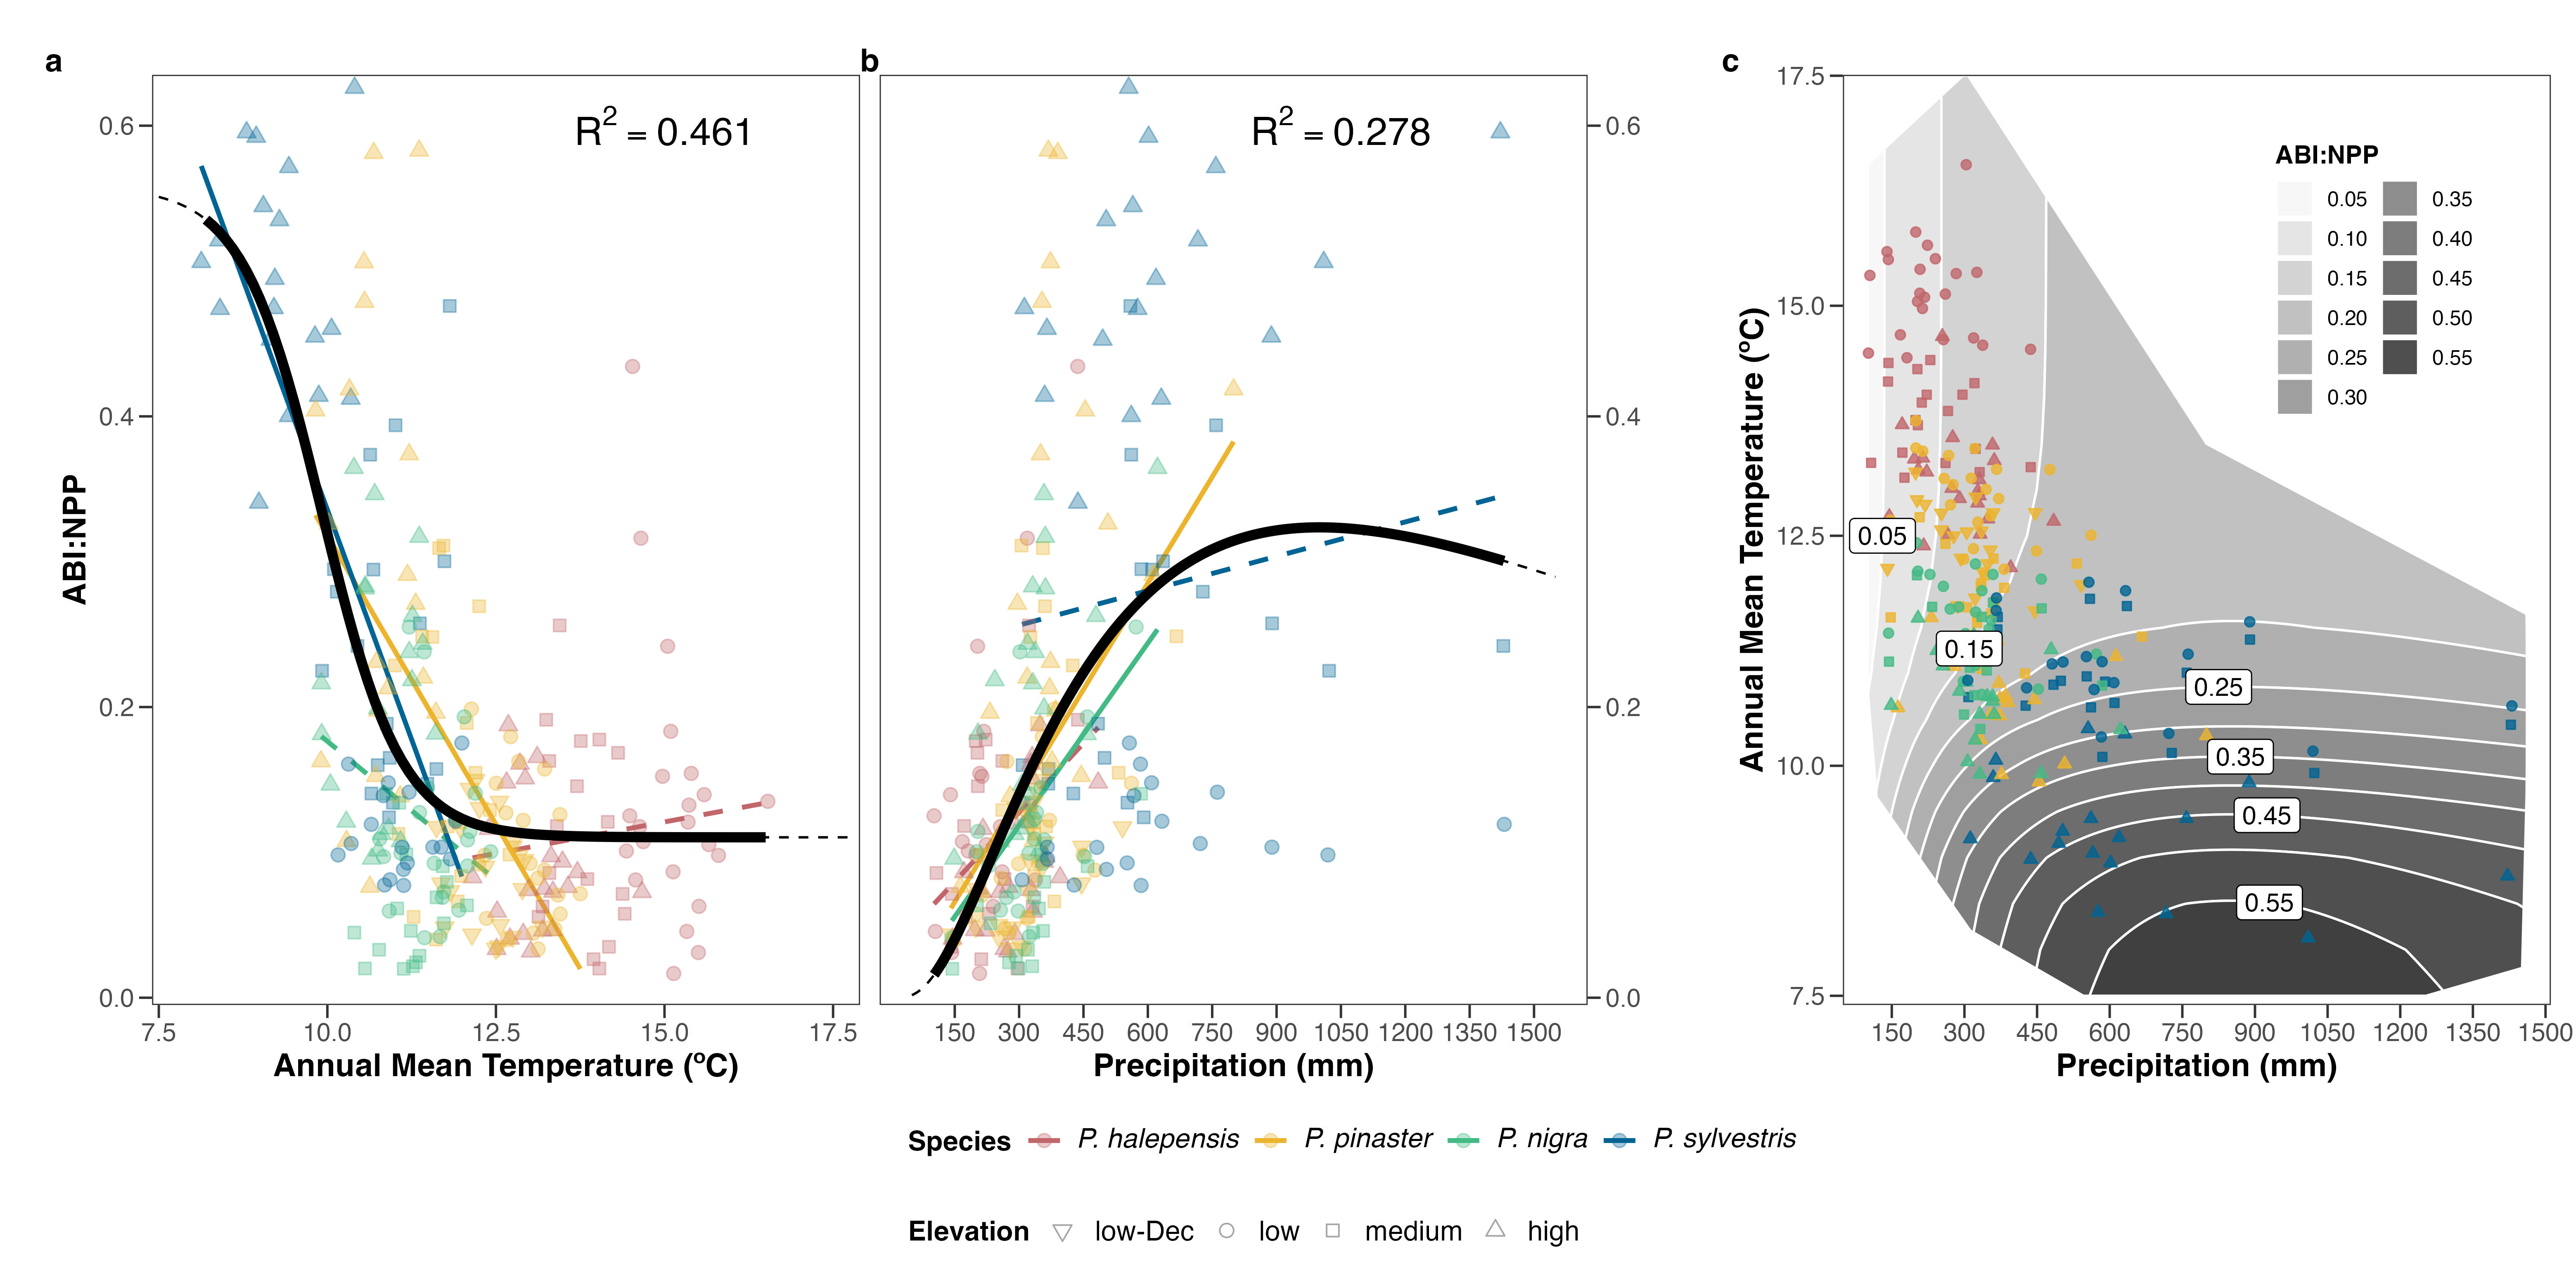 a
b
c
R² = 0.461
R² = 0.278
ABI:NPP
0.6
0.4
0.2
0.0
7.5 10.0 12.5 15.0 17.5
Annual Mean Temperature (ºC)
0.6
0.4
0.2
0.0
150 300 450 600 750 900 1050 1200 1350 1500
Precipitation (mm)
Annual Mean Temperature (ºC)
17.5
15.0
12.5
10.0
7.5
ABI:NPP
0.05 0.35
0.10 0.40
0.15 0.45
0.20 0.50
0.25 0.55
0.30
0.05
0.15
0.25
0.35
0.45
0.55
150 300 450 600 750 900 1050 1200 1350 1500
Precipitation (mm)
Species P. halepensis P. pinaster P. nigra P. sylvestris
Elevation low-Dec low medium high